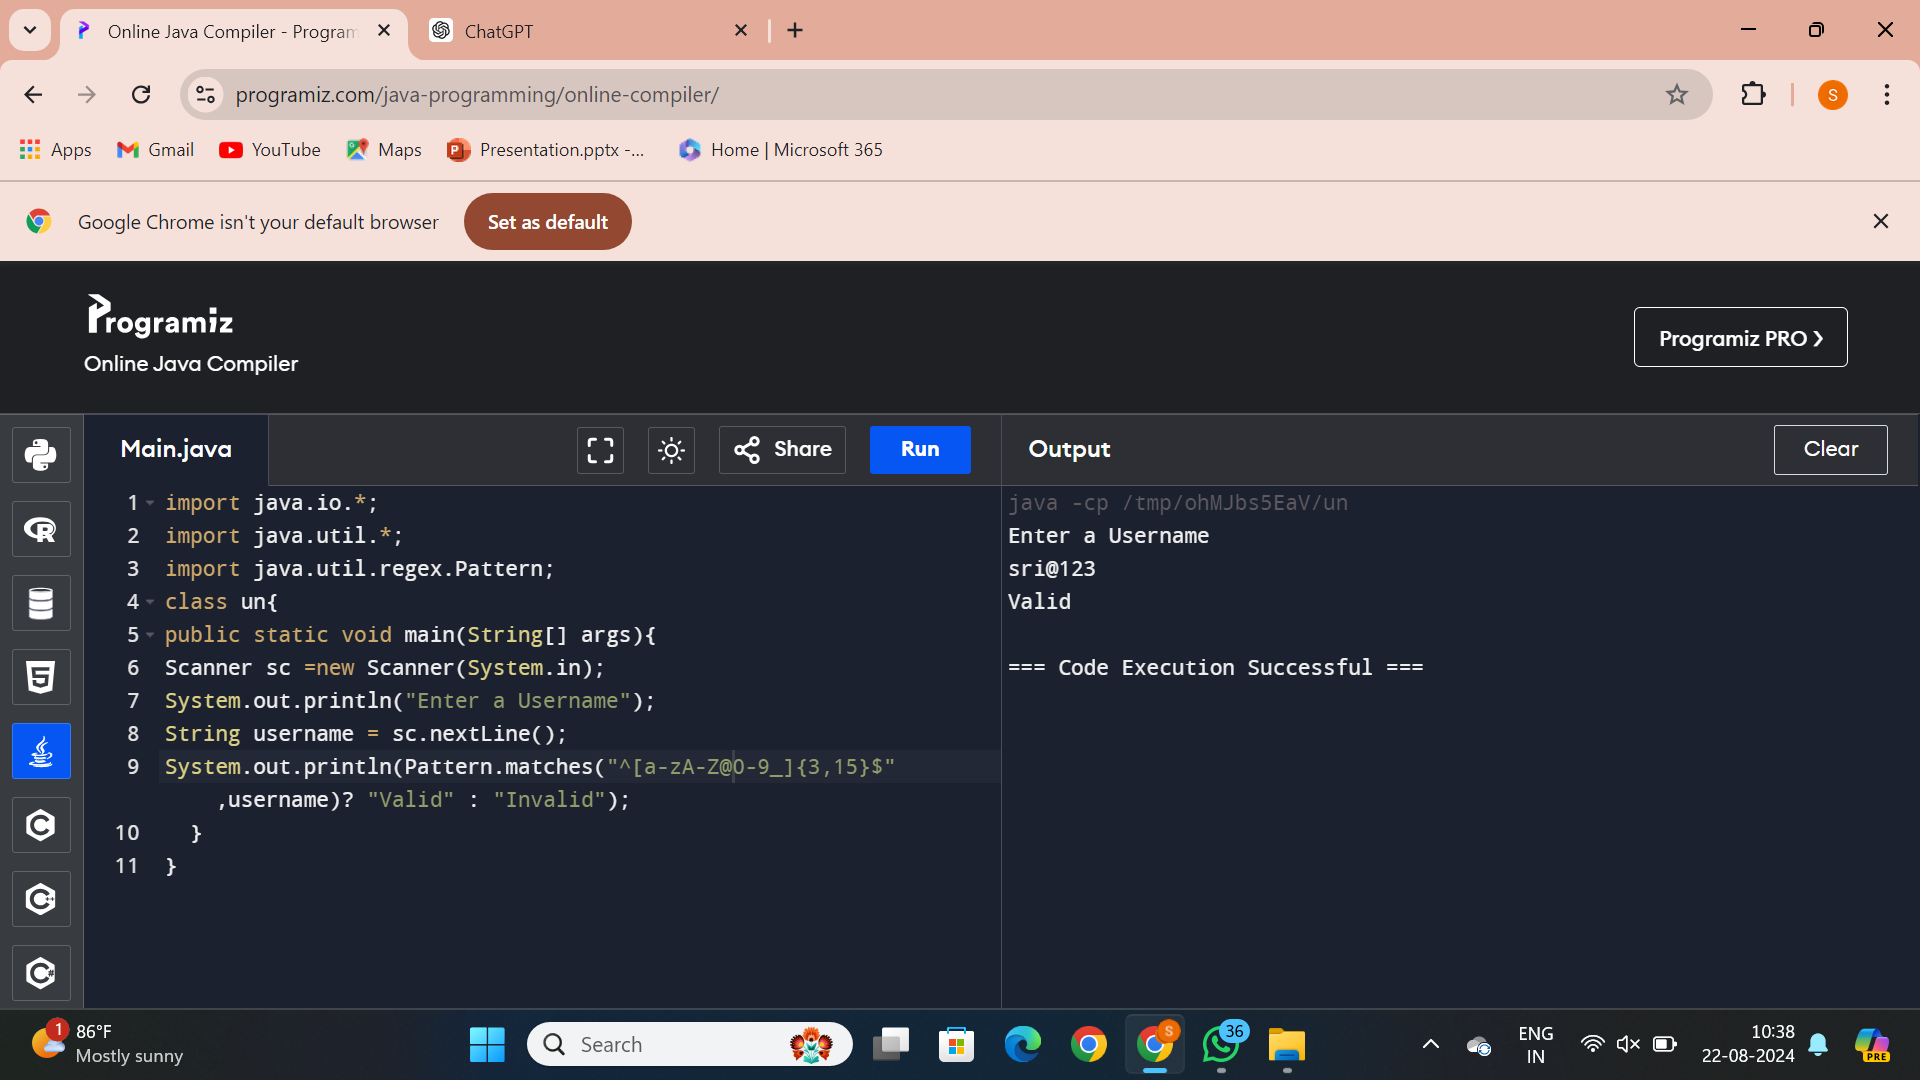 Online Java Compiler - Program
ChatGPT
programiz.com/java-programming/online-compiler/
S
Apps
Gmail
YouTube
Maps
Presentation.pptx -...
Home | Microsoft 365
Google Chrome isn't your default browser
Set as default
Programiz
Online Java Compiler
Programiz PRO
Main.java
Share
Run
Output
Clear
1 import java.io.*;
2 import java.util.*;
3 import java.util.regex.Pattern;
4 class un{
5 public static void main(String[] args){
6 Scanner sc =new Scanner(System.in);
7 System.out.println("Enter a Username");
8 String username = sc.nextLine();
9 System.out.println(Pattern.matches("^[a-zA-Z@0-9_]{3,15}$"
,username)? "Valid" : "Invalid");
10 }
11 }
java -cp /tmp/ohMJbs5EaV/un
Enter a Username
sri@123
Valid
=== Code Execution Successful ===
1
86°F
Mostly sunny
Search
S
36
ENG
IN
10:38
22-08-2024
PRE